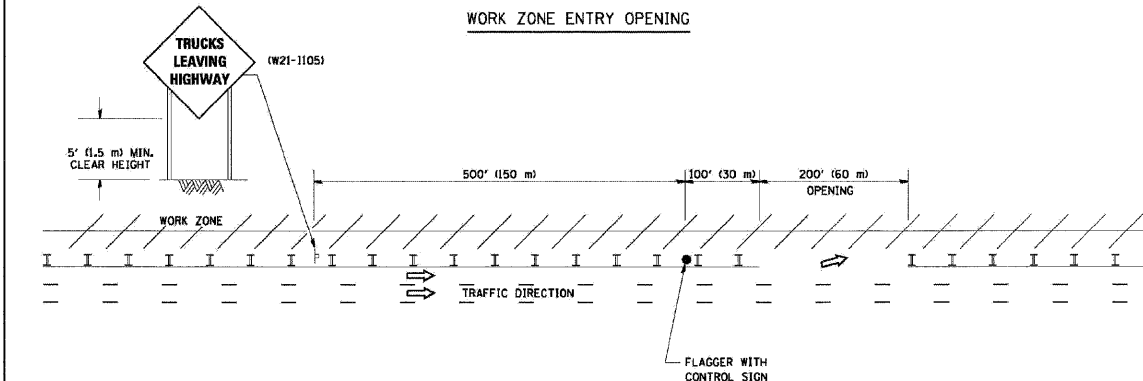 WORK ZONE ENTRY OPENING
TRUCKS
LEAVING
HIGHWAY
(W21-I105)
5' (1.5 m) MIN.
CLEAR HEIGHT
500' (150 m)
100' (30 m)
200' (60 m)
OPENING
WORK ZONE
TRAFFIC DIRECTION
FLAGGER WITH
CONTROL SIGN